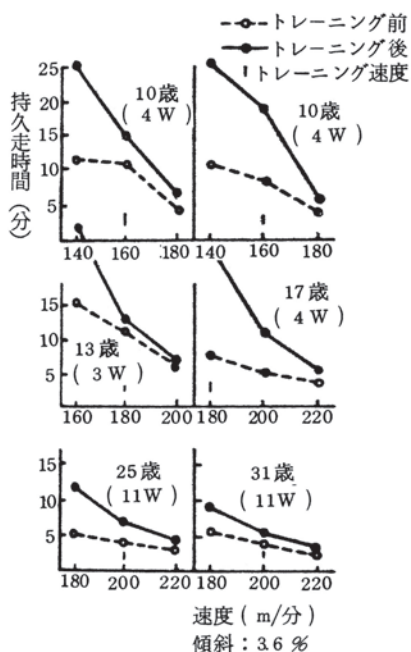 トレーニング前
トレーニング後
トレーニング速度
持久走時間(分)
25
20
15
10
5
10歳
(4W)
10歳
(4W)
140 160 180 140 160 180
15
10
5
13歳
(3W)
17歳
(4W)
160 180 200 180 200 220
15
10
5
25歳
(11W)
31歳
(11W)
180 200 220 180 200 220
速度(m/分)
傾斜:3.6%